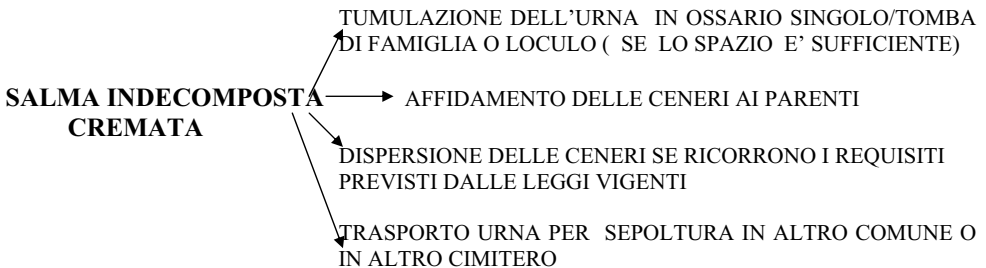 TUMULAZIONE DELL’URNA IN OSSARIO SINGOLO/TOMBA
DI FAMIGLIA O LOCULO ( SE LO SPAZIO E’ SUFFICIENTE)
SALMA INDECOMPOSTA
CREMATA
AFFIDAMENTO DELLE CENERI AI PARENTI
DISPERSIONE DELLE CENERI SE RICORRONO I REQUISITI
PREVISTI DALLE LEGGI VIGENTI
TRASPORTO URNA PER SEPOLTURA IN ALTRO COMUNE O
IN ALTRO CIMITERO